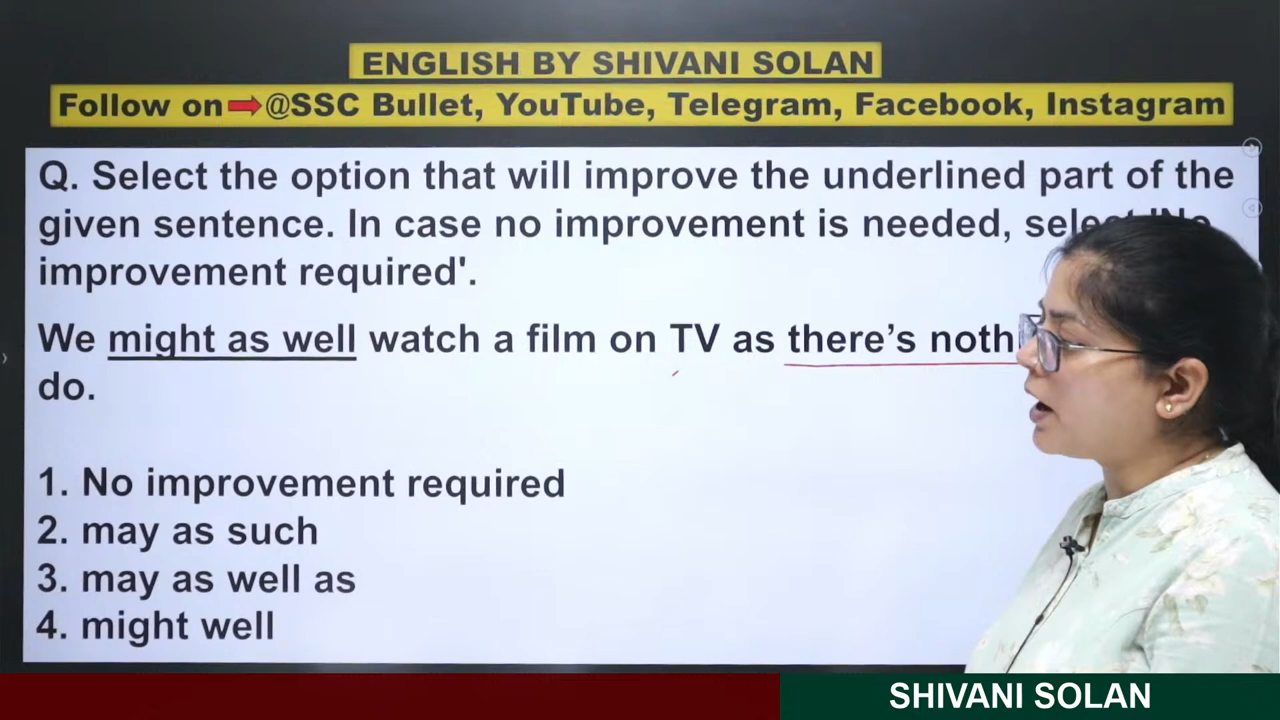 ENGLISH BY SHIVANI SOLAN
Follow on @SSC Bullet, YouTube, Telegram, Facebook, Instagram
Q. Select the option that will improve the underlined part of the
given sentence. In case no improvement is needed, select 'No
improvement required'.
We might as well watch a film on TV as there's
do.
1. No improvement required
2. may as such
3. may as well as
4. might well
SHIVANI SOLAN